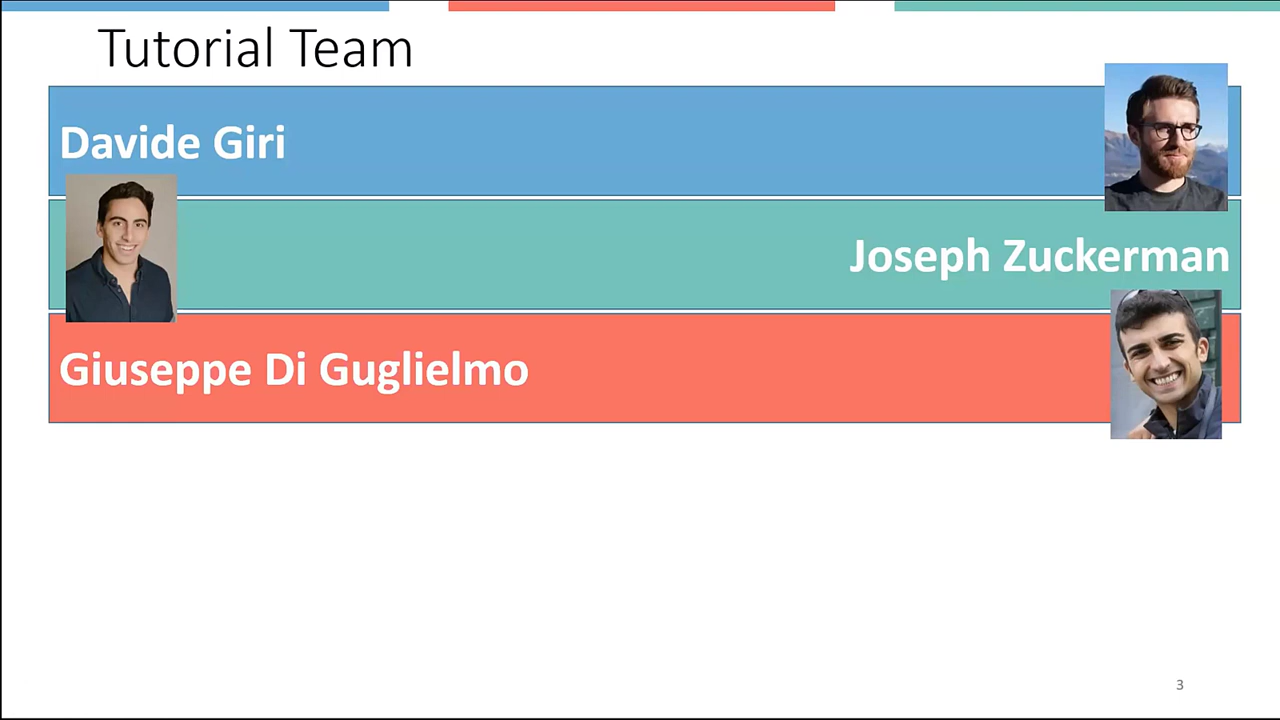 Tutorial Team
Davide Giri
Joseph Zuckerman
Giuseppe Di Guglielmo
3